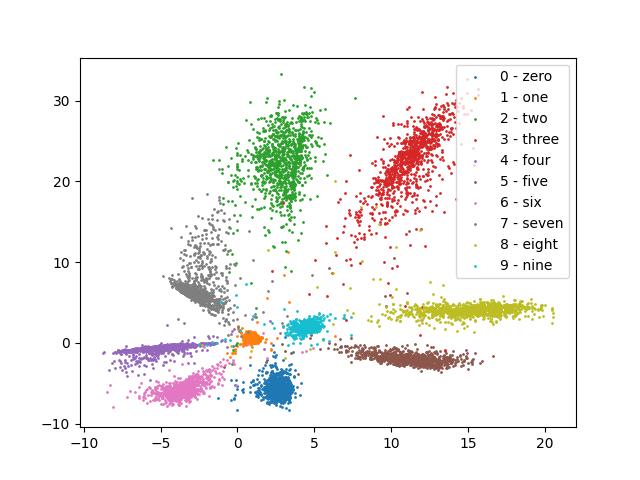 30
20
10
0
−10
−10
−5
0
5
10
15
20
0 - zero
1 - one
2 - two
3 - three
4 - four
5 - five
6 - six
7 - seven
8 - eight
9 - nine